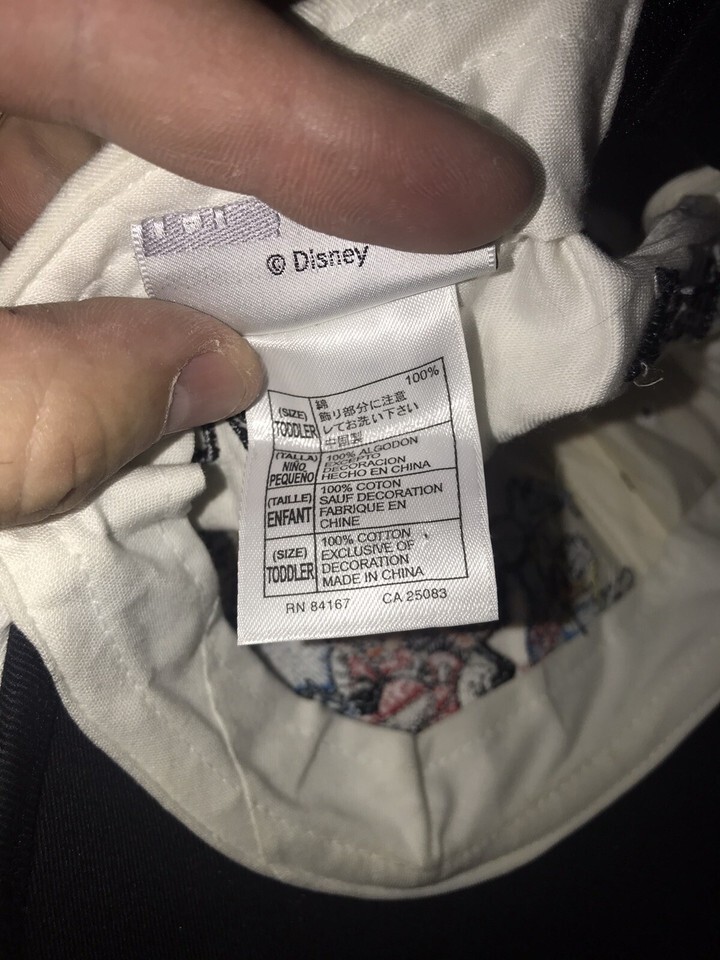 © Disney
100%
(SIZE)
TODDLER
綿
飾り部分に注意
してお洗い下さい
中国製
(TALLA)
NIÑO
PEQUEÑO
100% ALGODON
EXCEPTO
DECORACION
HECHO EN CHINA
(TAILLE)
ENFANT
100% COTON
SAUF DECORATION
FABRIQUE EN
CHINE
(SIZE)
TODDLER
100% COTTON
EXCLUSIVE OF
DECORATION
MADE IN CHINA
RN 84167 CA 25083